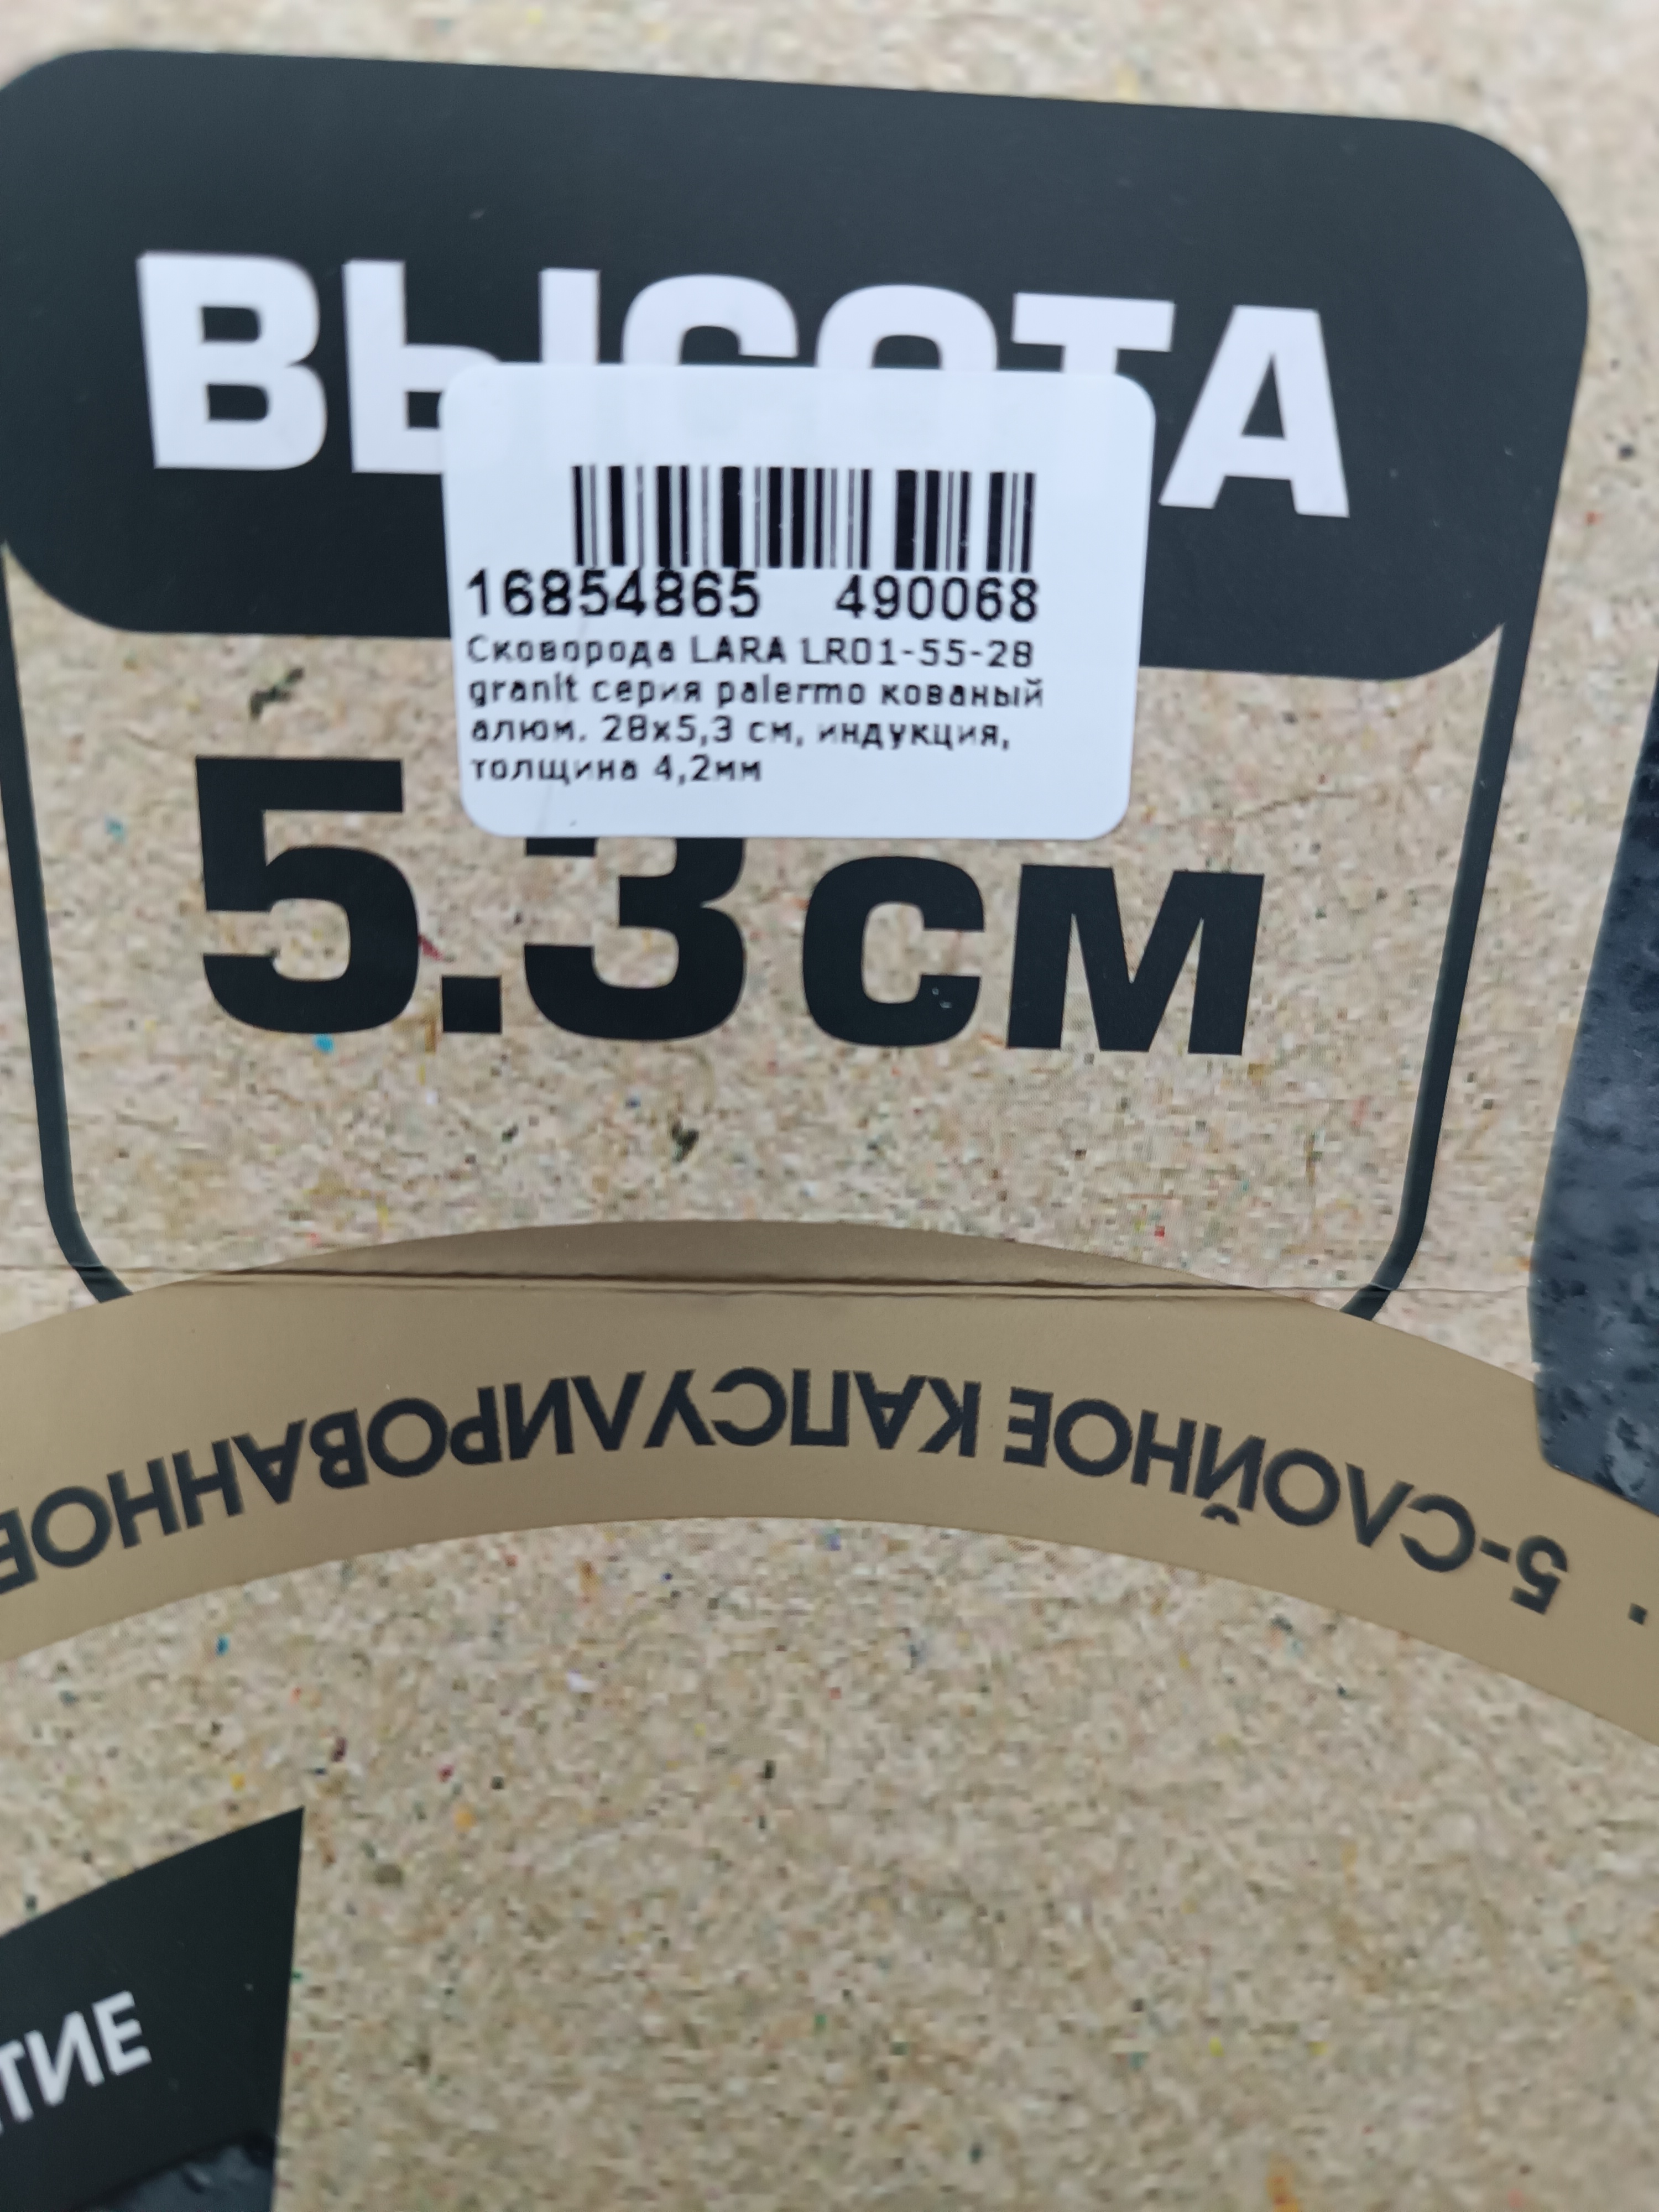 ВЫСОТА
16854865 490068
Сковорода LARA LR01-55-28
granit серия palermo кованый
алюм. 28x5,3 см, индукция,
толщина 4,2мм
5.3 см
5-СЛОЙНОЕ КАПСУЛИРОВАННОЕ
ТИЕ